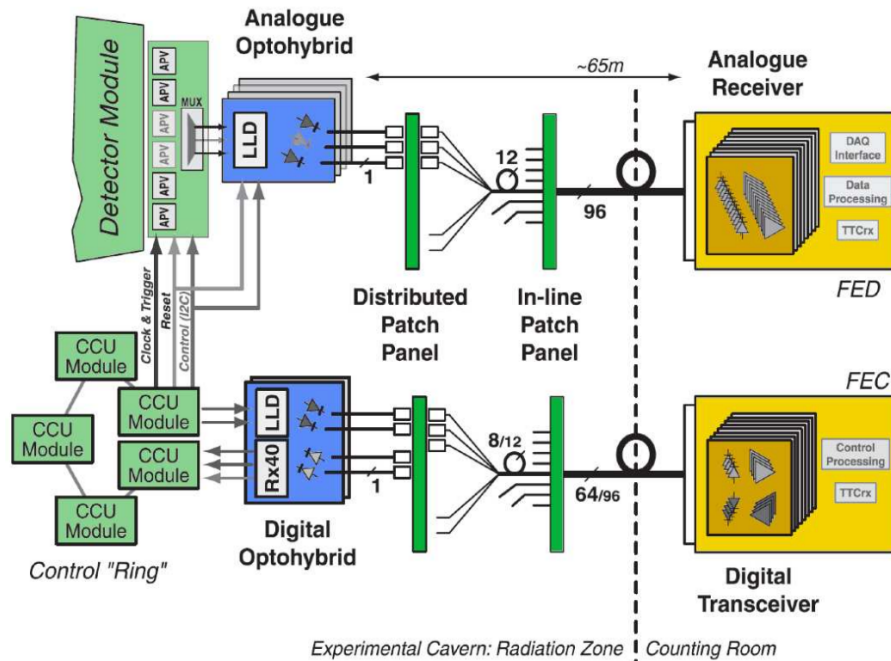 Analogue
Optohybrid
~65m
Analogue
Receiver
Detector Module
APV
APV
APV
APV
APV
APV
MUX
LLD
1
12
96
DAQ
Interface
Data
Processing
TTCrx
FED
Distributed
Patch
Panel
In-line
Patch
Panel
Clock & Trigger
Reset
Control (I2C)
CCU
Module
CCU
Module
CCU
Module
CCU
Module
CCU
Module
Control "Ring"
LLD
Rx40
1
Digital
Optohybrid
8/12
64/96
FEC
Control
Processing
TTCrx
Digital
Transceiver
Experimental Cavern: Radiation Zone
Counting Room